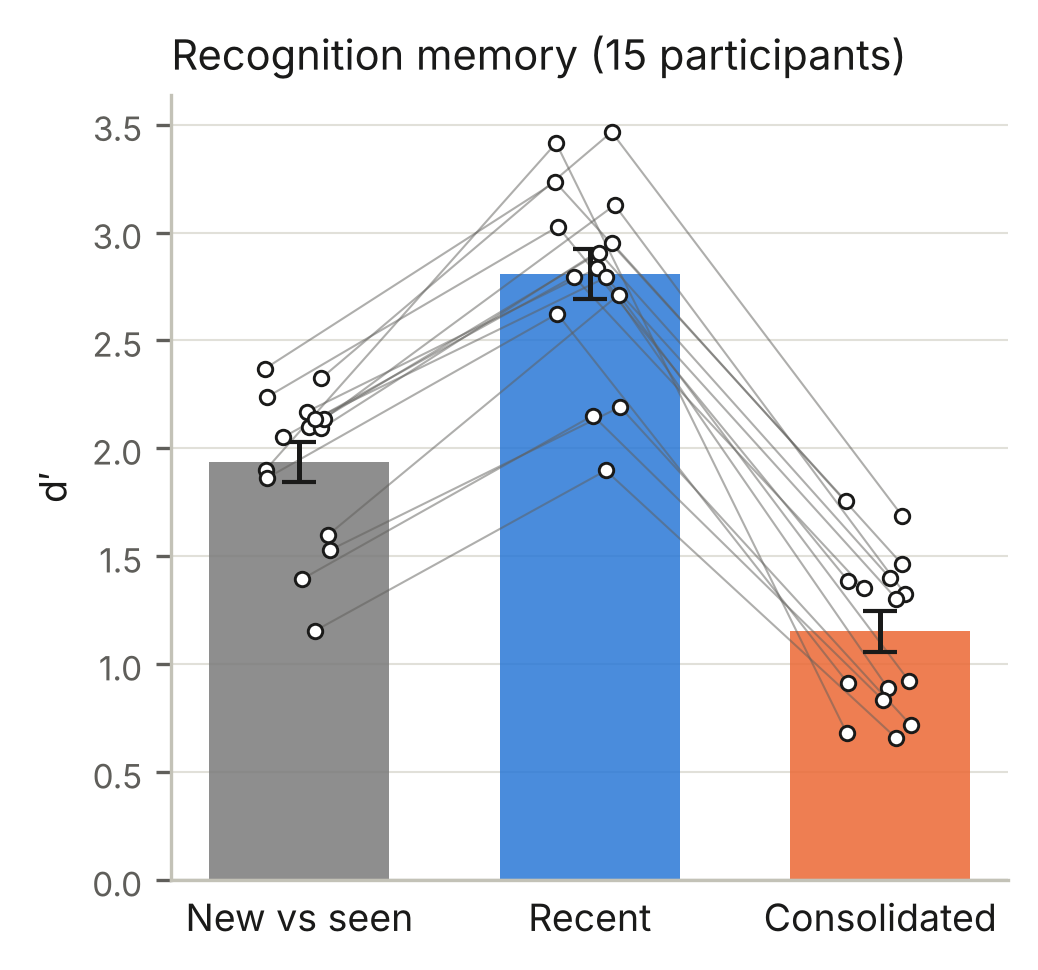 Recognition memory (15 participants)
3.5
3.0
2.5
2.0
1.5
1.0
0.5
0.0
d′
New vs seen
Recent
Consolidated